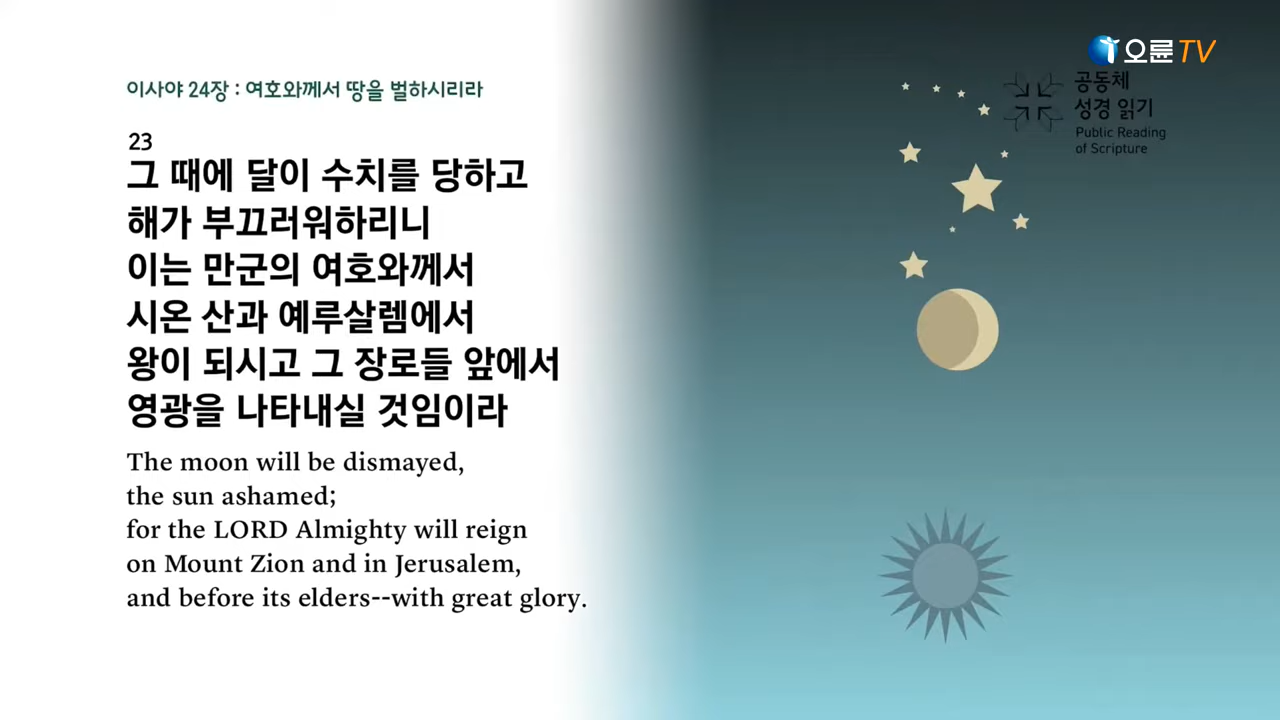 오륜TV
공동체
성경 읽기
Public Reading
of Scripture
이사야 24장 : 여호와께서 땅을 벌하시리라
23
그 때에 달이 수치를 당하고
해가 부끄러워하리니
이는 만군의 여호와께서
시온 산과 예루살렘에서
왕이 되시고 그 장로들 앞에서
영광을 나타내실 것임이라
The moon will be dismayed,
the sun ashamed;
for the LORD Almighty will reign
on Mount Zion and in Jerusalem,
and before its elders--with great glory.